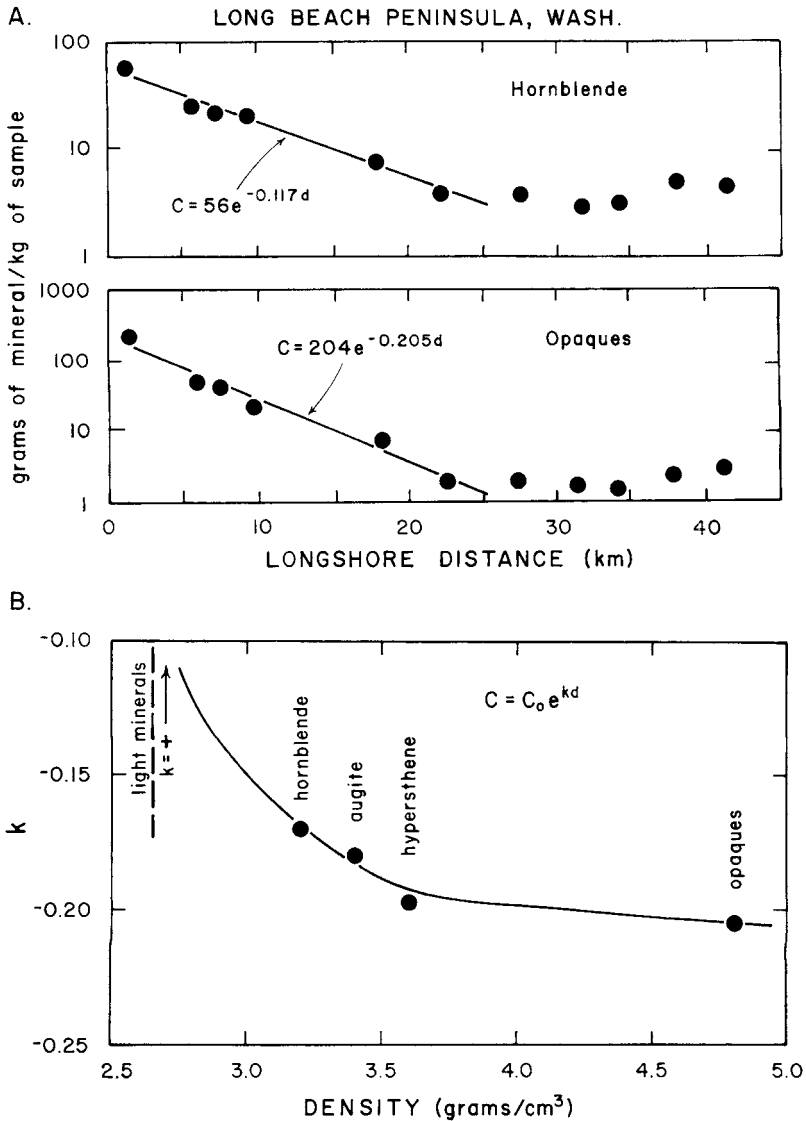 A.
LONG BEACH PENINSULA, WASH.
grams of mineral/kg of sample
100
10
1
Hornblende
C=56e^-0.117d
1000
100
10
1
Opaques
C=204e^-0.205d
0 10 20 30 40
LONGSHORE DISTANCE (km)
B.
k
-0.10
-0.15
-0.20
-0.25
light minerals
k=+
hornblende
augite
hypersthene
opaques
C=C₀e^kd
2.5 3.0 3.5 4.0 4.5 5.0
DENSITY (grams/cm³)